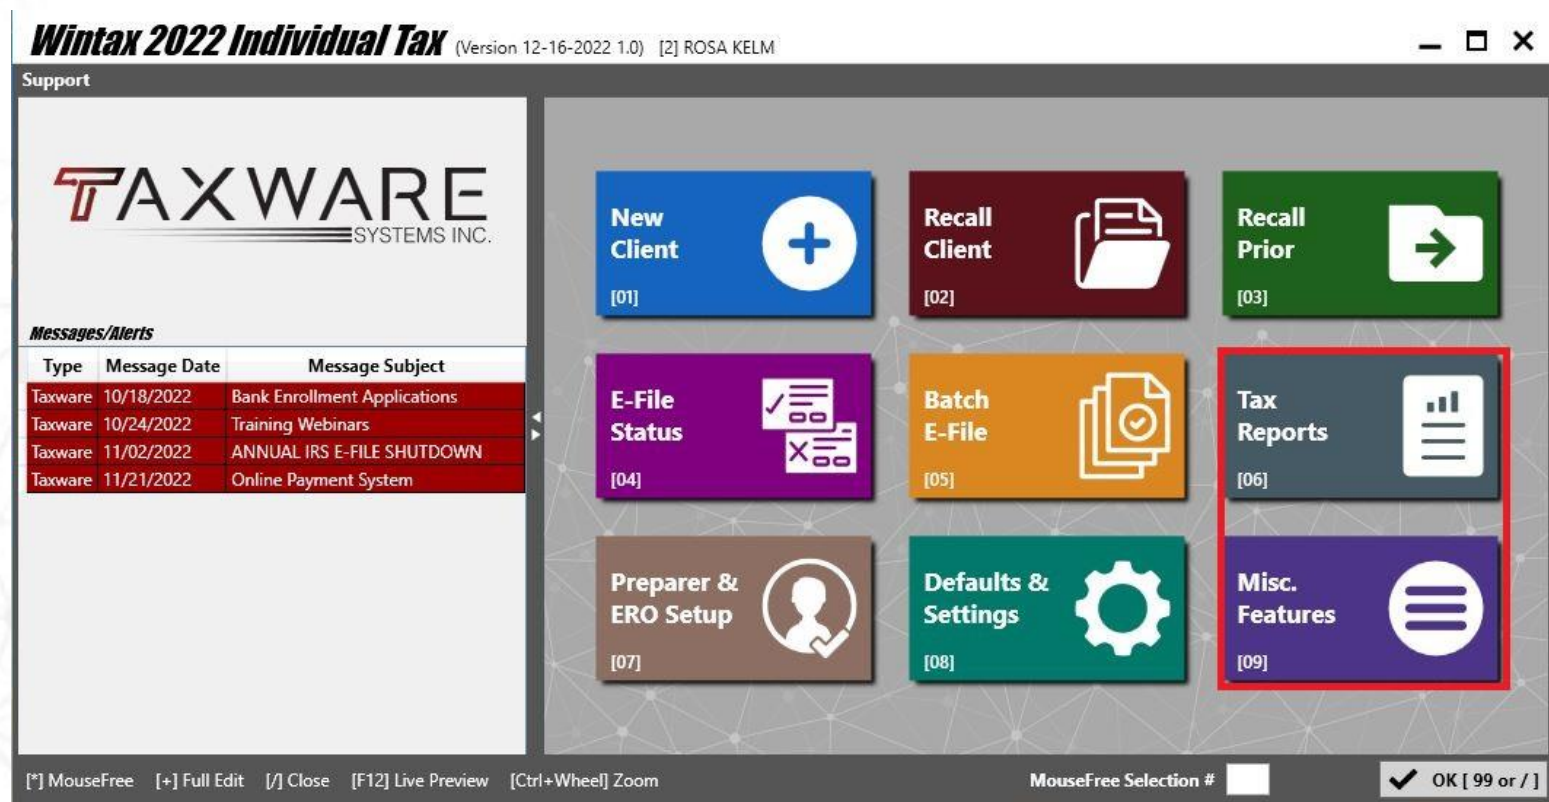 Wintax 2022 Individual Tax (Version 12-16-2022 1.0) [2] ROSA KELM
Support
TAXWARE
SYSTEMS INC.
Messages/Alerts
Type Message Date Message Subject
Taxware 10/18/2022 Bank Enrollment Applications
Taxware 10/24/2022 Training Webinars
Taxware 11/02/2022 ANNUAL IRS E-FILE SHUTDOWN
Taxware 11/21/2022 Online Payment System
New
Client
[01]
Recall
Client
[02]
Recall
Prior
[03]
E-File
Status
[04]
Batch
E-File
[05]
Tax
Reports
[06]
Preparer &
ERO Setup
[07]
Defaults &
Settings
[08]
Misc.
Features
[09]
[*] MouseFree [+] Full Edit [/] Close [F12] Live Preview [Ctrl+Wheel] Zoom MouseFree Selection # OK [ 99 or / ]